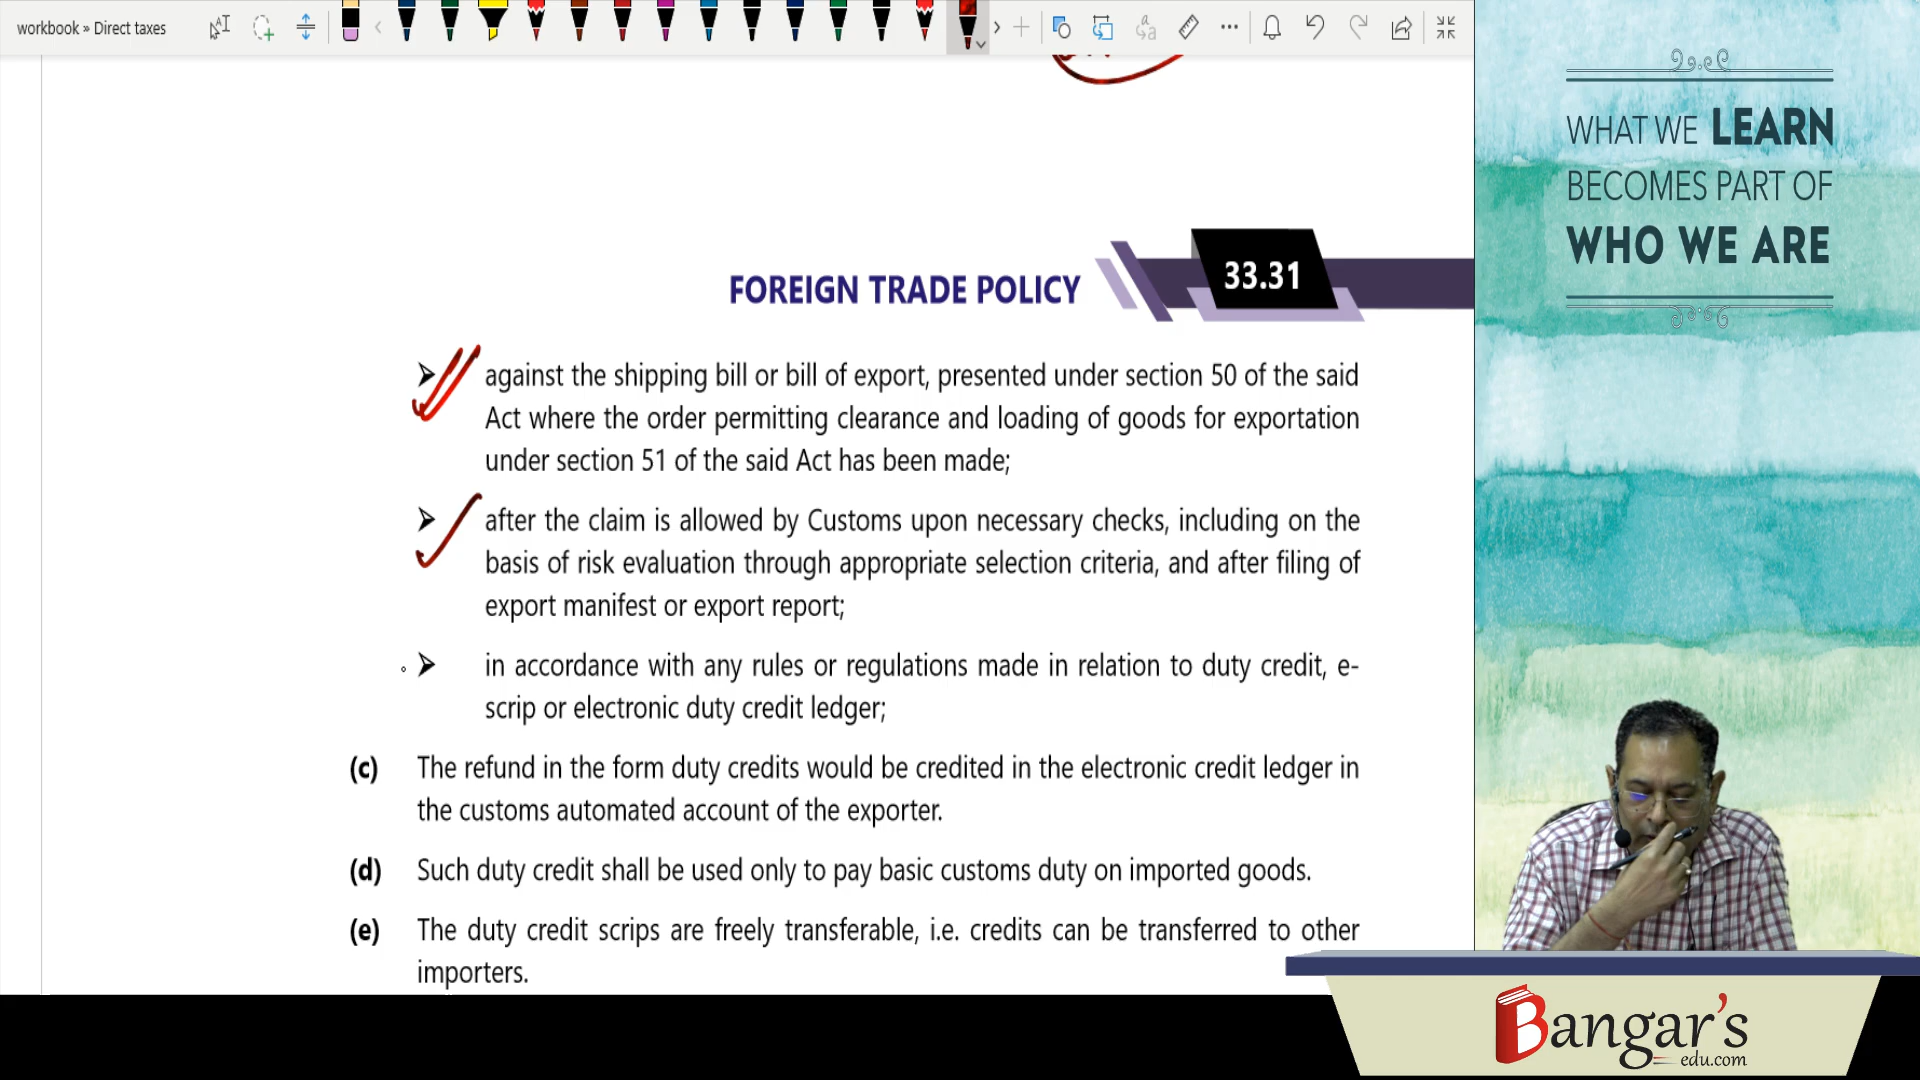 workbook » Direct taxes
FOREIGN TRADE POLICY
33.31
against the shipping bill or bill of export, presented under section 50 of the said
Act where the order permitting clearance and loading of goods for exportation
under section 51 of the said Act has been made;
after the claim is allowed by Customs upon necessary checks, including on the
basis of risk evaluation through appropriate selection criteria, and after filing of
export manifest or export report;
in accordance with any rules or regulations made in relation to duty credit, e-
scrip or electronic duty credit ledger;
(c) The refund in the form duty credits would be credited in the electronic credit ledger in
the customs automated account of the exporter.
(d) Such duty credit shall be used only to pay basic customs duty on imported goods.
(e) The duty credit scrips are freely transferable, i.e. credits can be transferred to other
importers.
WHAT WE LEARN
BECOMES PART OF
WHO WE ARE
Bangar's
edu.com